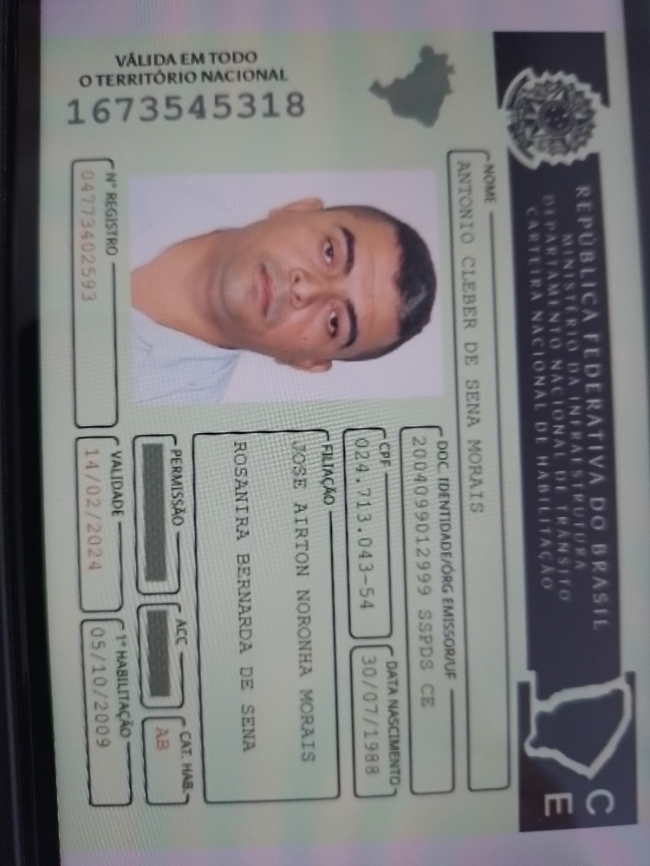 REPÚBLICA FEDERATIVA DO BRASIL
MINISTÉRIO DA INFRAESTRUTURA
DEPARTAMENTO NACIONAL DE TRÂNSITO
CARTEIRA NACIONAL DE HABILITAÇÃO
CE
NOME
ANTONIO CLEBER DE SENA MORAIS
DOC. IDENTIDADE/ÓRG EMISSOR/UF
2004099012999 SSPDS CE
CPF
024.713.043-54
DATA NASCIMENTO
30/07/1988
FILIAÇÃO
JOSE AIRTON NORONHA MORAIS
ROSANIRA BERNARDA DE SENA
PERMISSÃO
ACC
CAT. HAB.
AB
Nº REGISTRO
04773402593
VALIDADE
14/02/2024
1ª HABILITAÇÃO
05/10/2009
VÁLIDA EM TODO
O TERRITÓRIO NACIONAL
1673545318